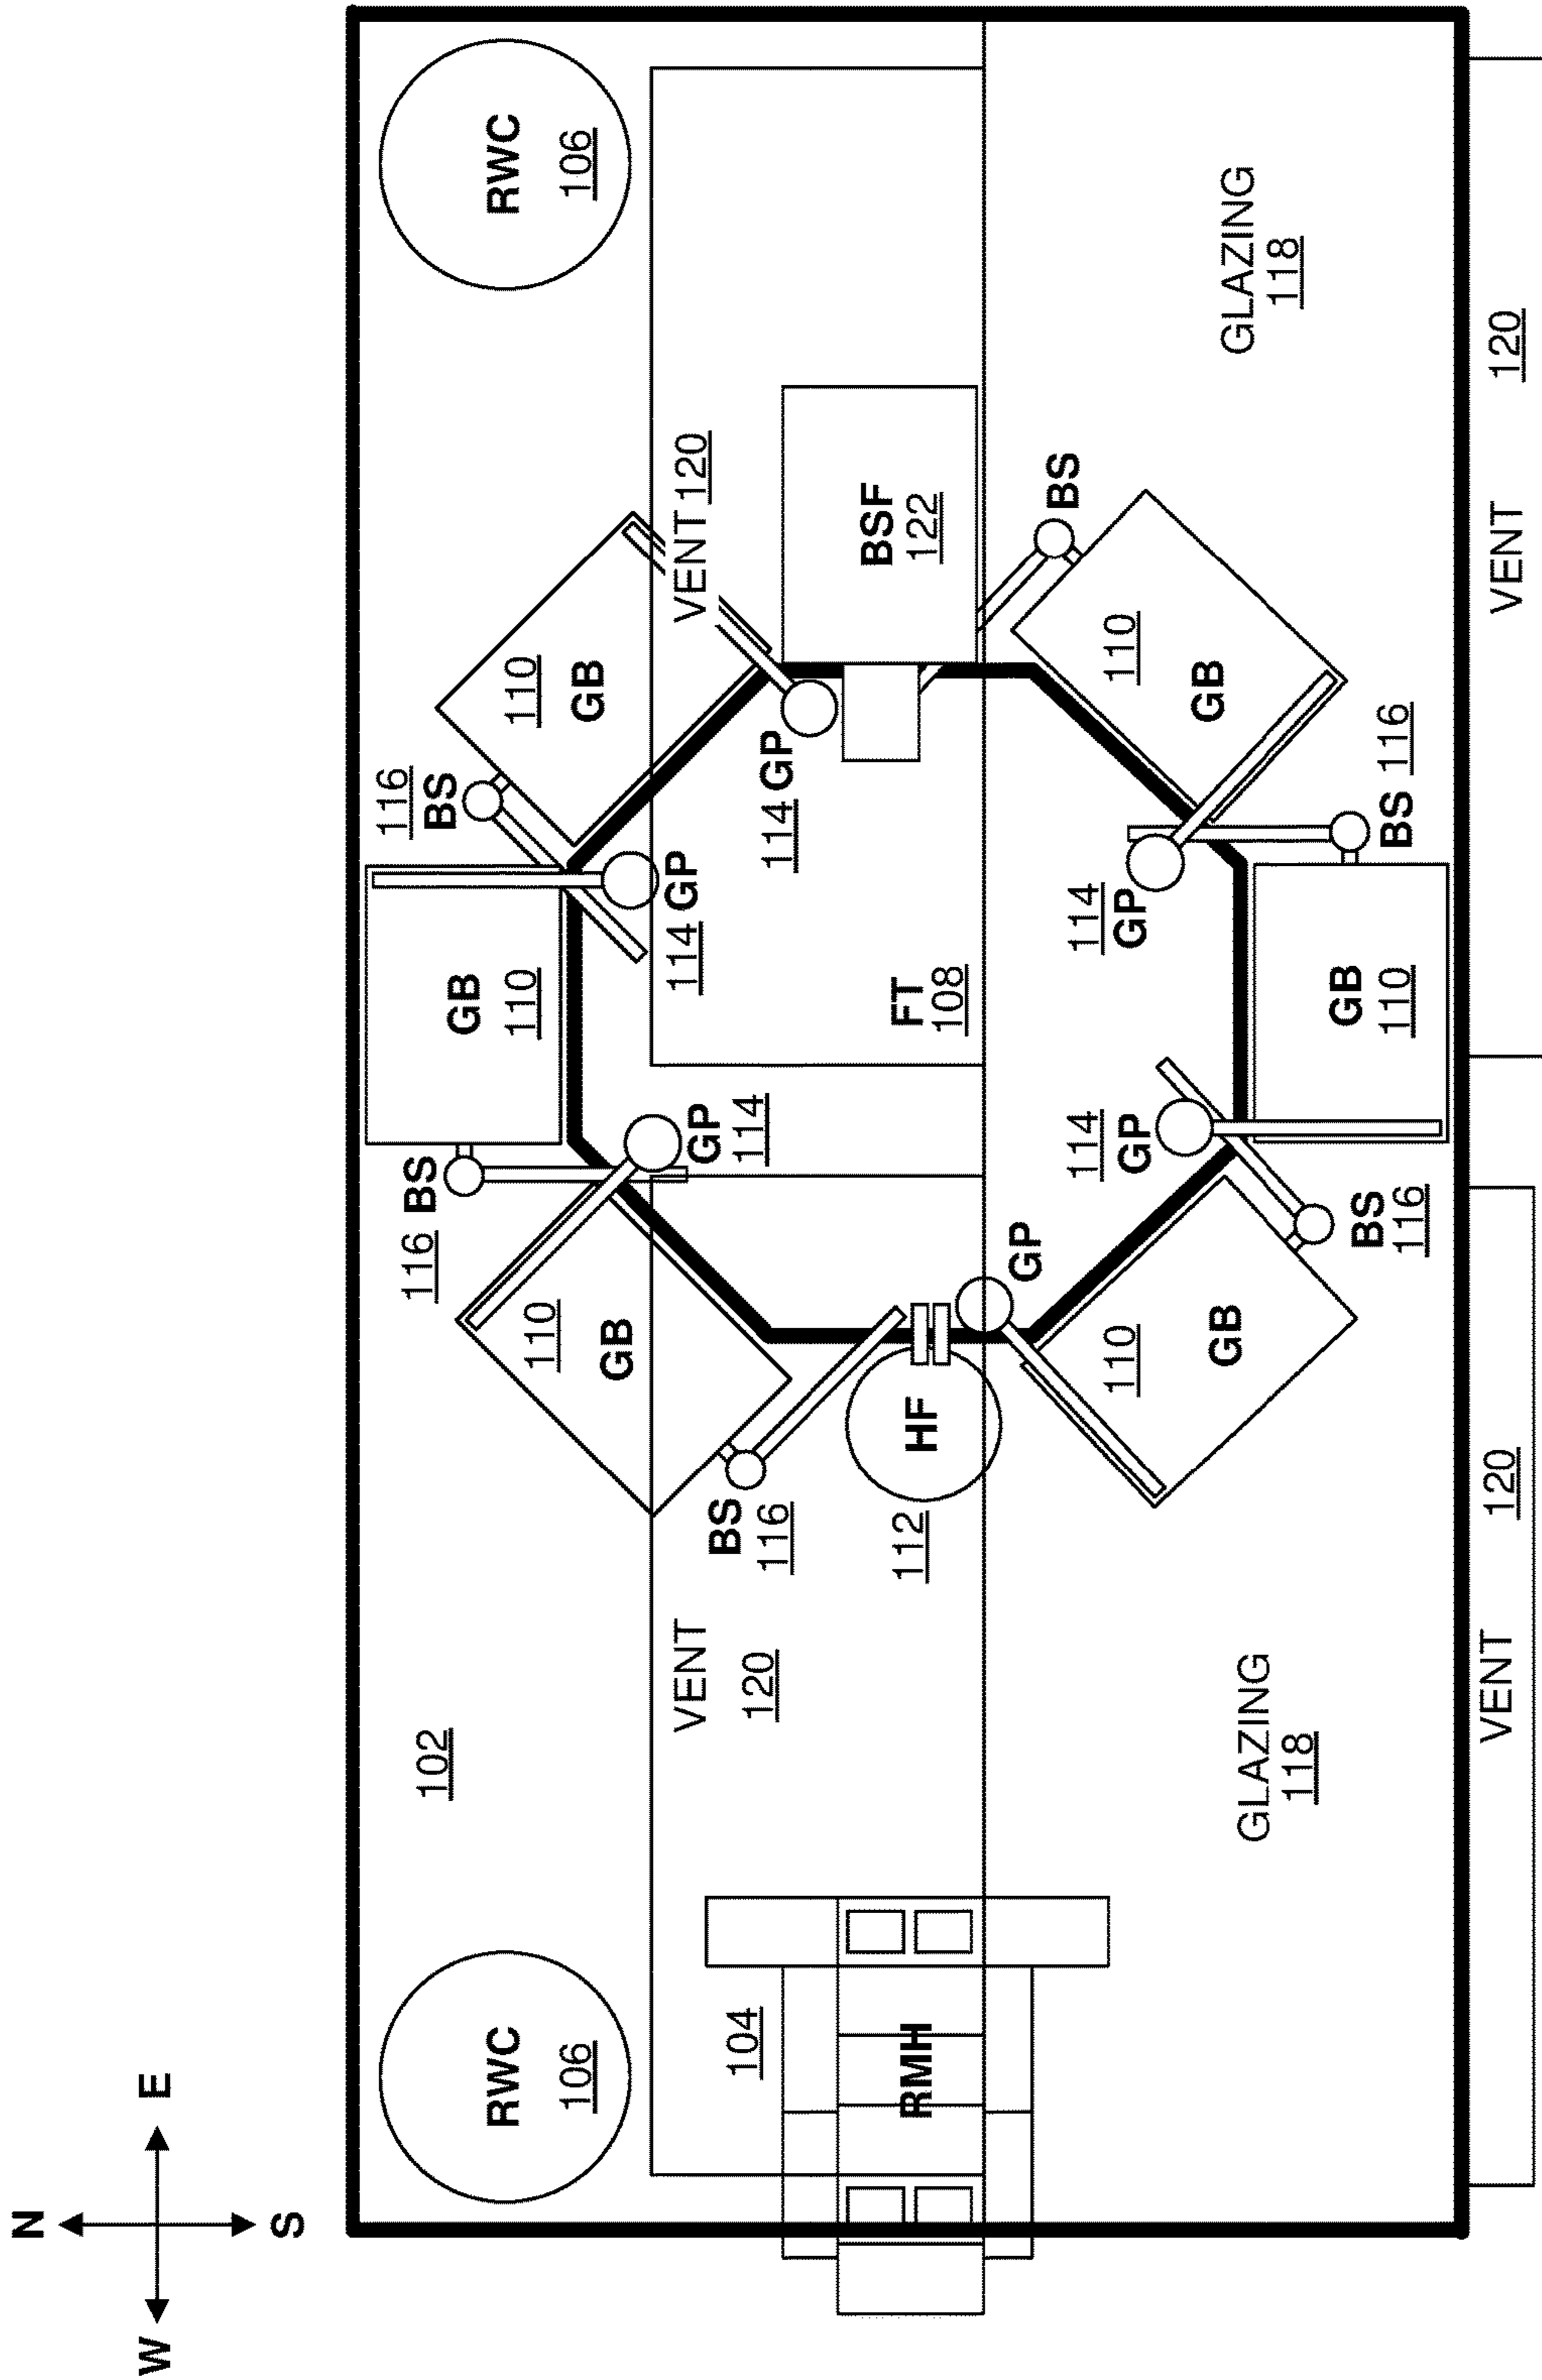 N
W E
S
RWC
106
102
BS
116
GB
110
116
BS
110
GB
RWC
106
110
GB
GP
114
GP
114
VENT
120
BS
116
VENT 120
GP
114
104
RMH
HF
112
FT
108
BSF
122
GP
BS
114
GP
114
GP
110
GB
110
GB
GLAZING
118
GLAZING
118
BS
116
GB
110
116
BS
VENT 120
VENT 120